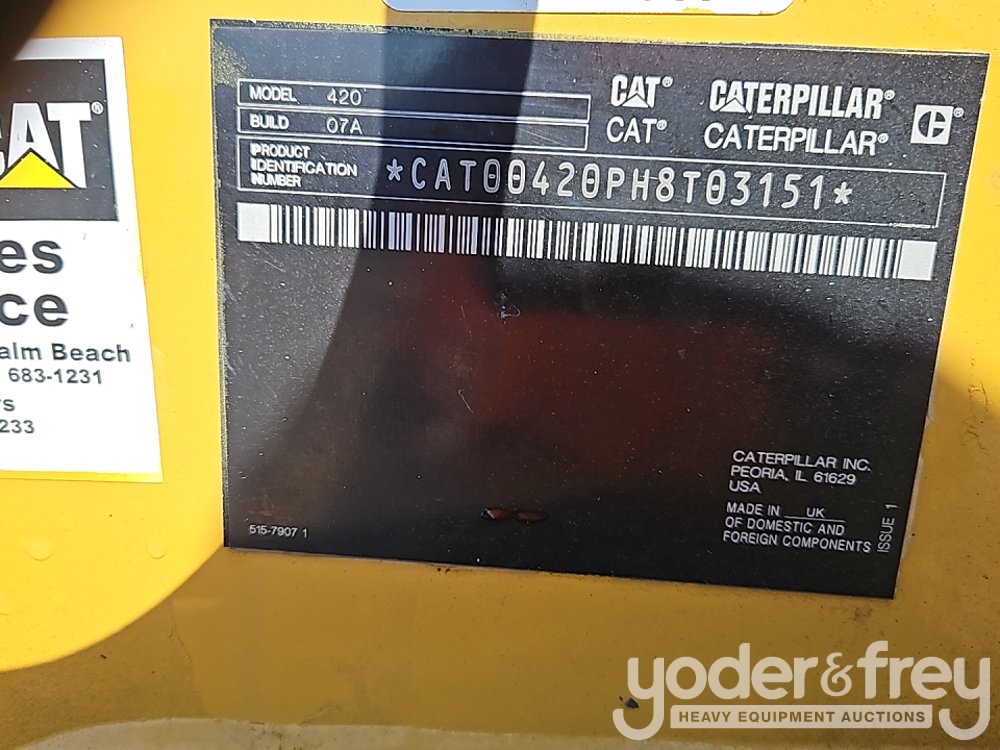 CAT®
es
ce
alm Beach
683-1231
rs
233
MODEL 420
BUILD 07A
PRODUCT
IDENTIFICATION
NUMBER
*CAT00420PH8T03151*
CAT® CATERPILLAR®
CAT® CATERPILLAR®
C®
CATERPILLAR INC.
PEORIA, IL 61629
USA
MADE IN UK
OF DOMESTIC AND
FOREIGN COMPONENTS
ISSUE 1
515-7907 1
yoder&frey®
HEAVY EQUIPMENT AUCTIONS